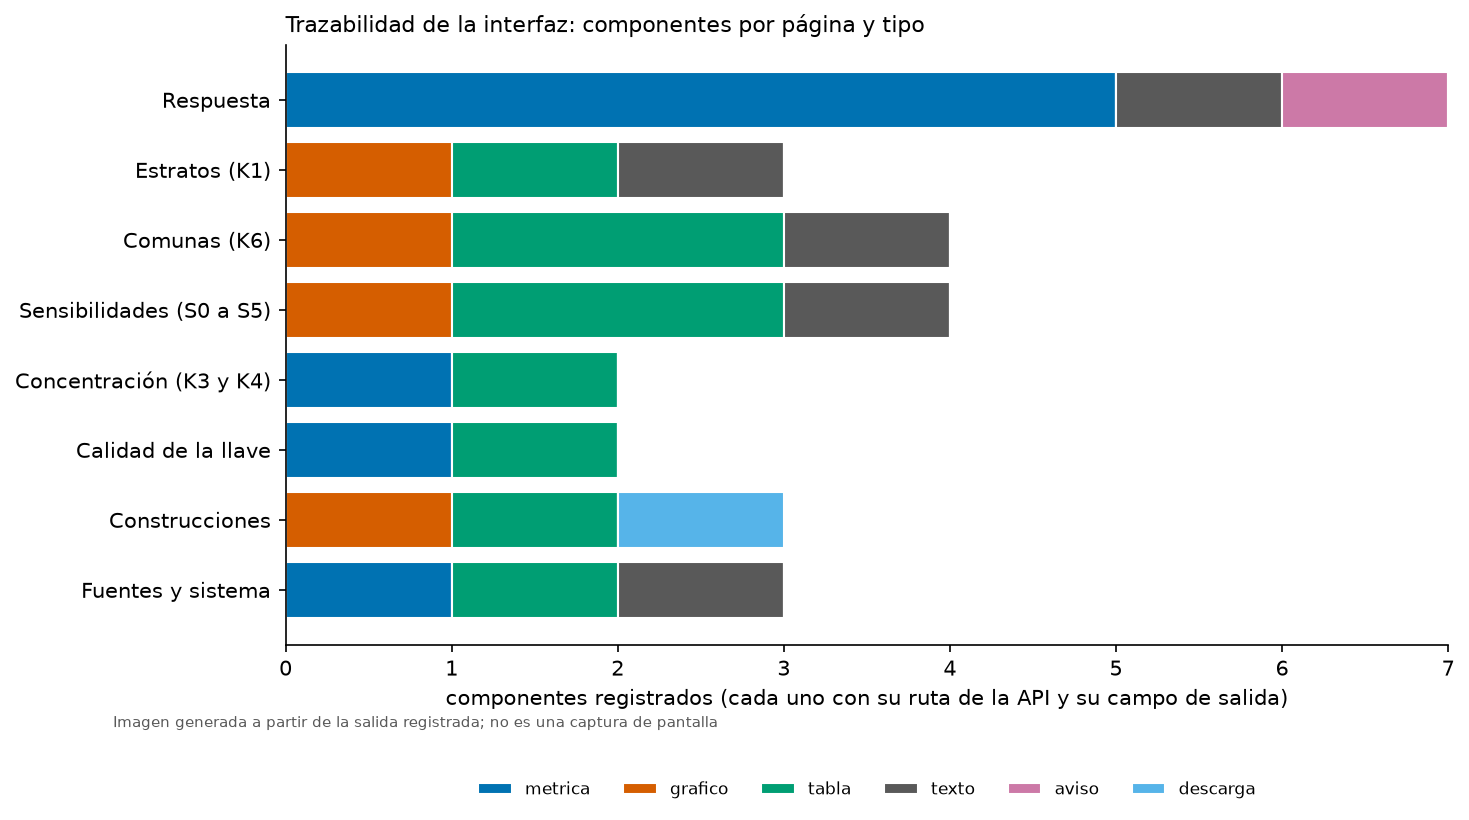 Trazabilidad de la interfaz: componentes por página y tipo
Respuesta
Estratos (K1)
Comunas (K6)
Sensibilidades (S0 a S5)
Concentración (K3 y K4)
Calidad de la llave
Construcciones
Fuentes y sistema
0 1 2 3 4 5 6 7
componentes registrados (cada uno con su ruta de la API y su campo de salida)
Imagen generada a partir de la salida registrada; no es una captura de pantalla
metrica grafico tabla texto aviso descarga